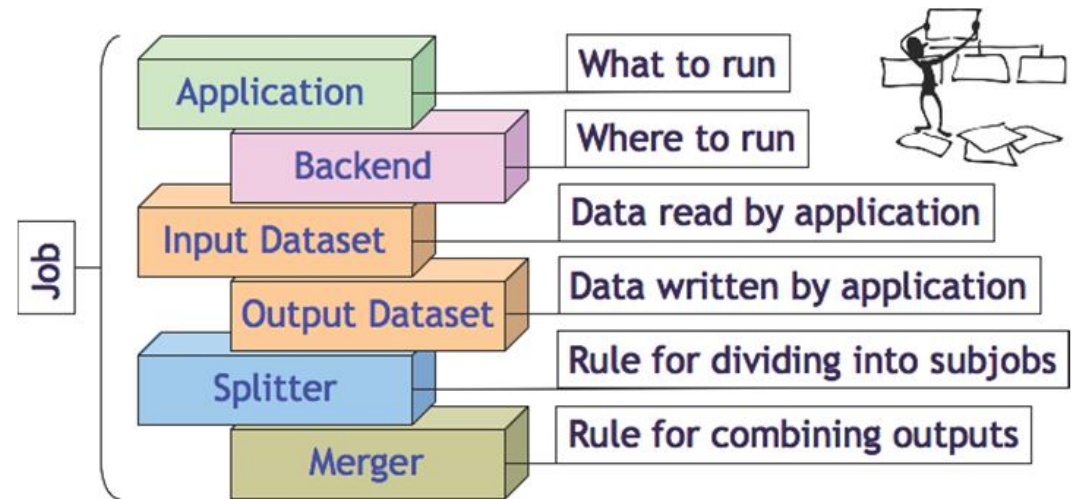 Job
Application
What to run
Backend
Where to run
Input Dataset
Data read by application
Output Dataset
Data written by application
Splitter
Rule for dividing into subjobs
Merger
Rule for combining outputs